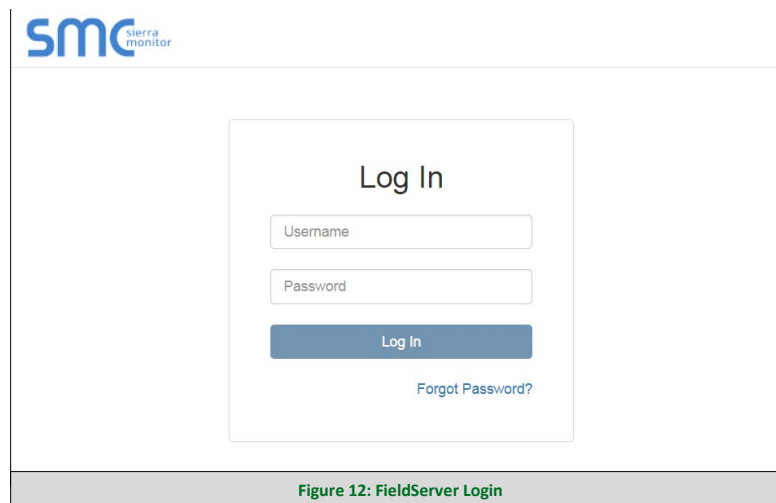 SMC sierra
monitor
Log In
Username
Password
Log In
Forgot Password?
Figure 12: FieldServer Login